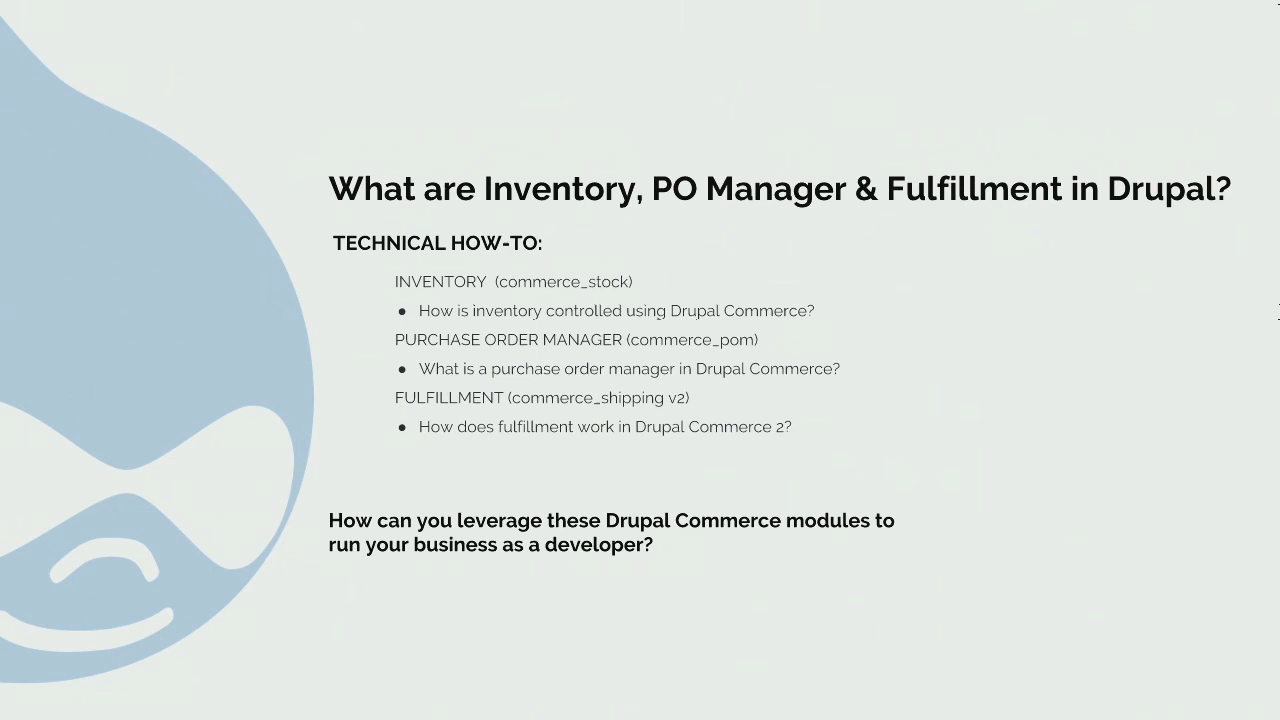 What are Inventory, PO Manager & Fulfillment in Drupal?
TECHNICAL HOW-TO:
INVENTORY (commerce_stock)
● How is inventory controlled using Drupal Commerce?
PURCHASE ORDER MANAGER (commerce_pom)
● What is a purchase order manager in Drupal Commerce?
FULFILLMENT (commerce_shipping v2)
● How does fulfillment work in Drupal Commerce 2?
How can you leverage these Drupal Commerce modules to
run your business as a developer?